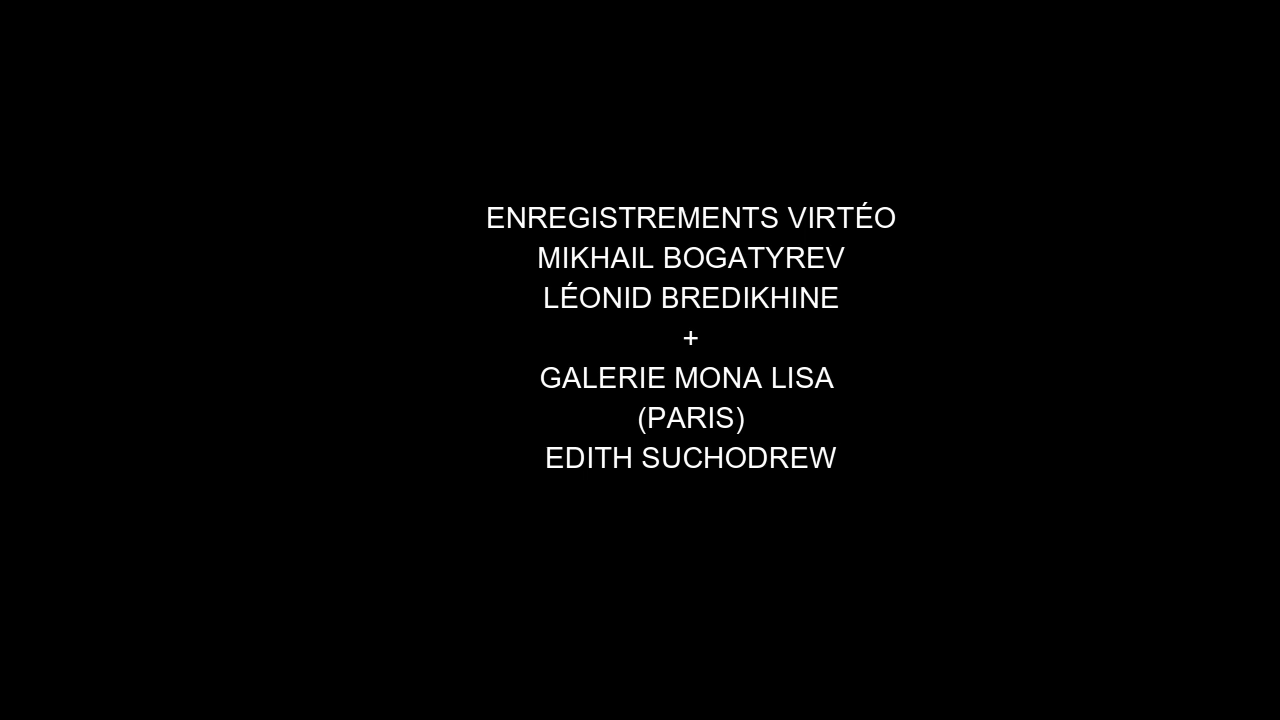 ENREGISTREMENTS VIRTÉO
MIKHAIL BOGATYREV
LÉONID BREDIKHINE
+
GALERIE MONA LISA
(PARIS)
EDITH SUCHODREW